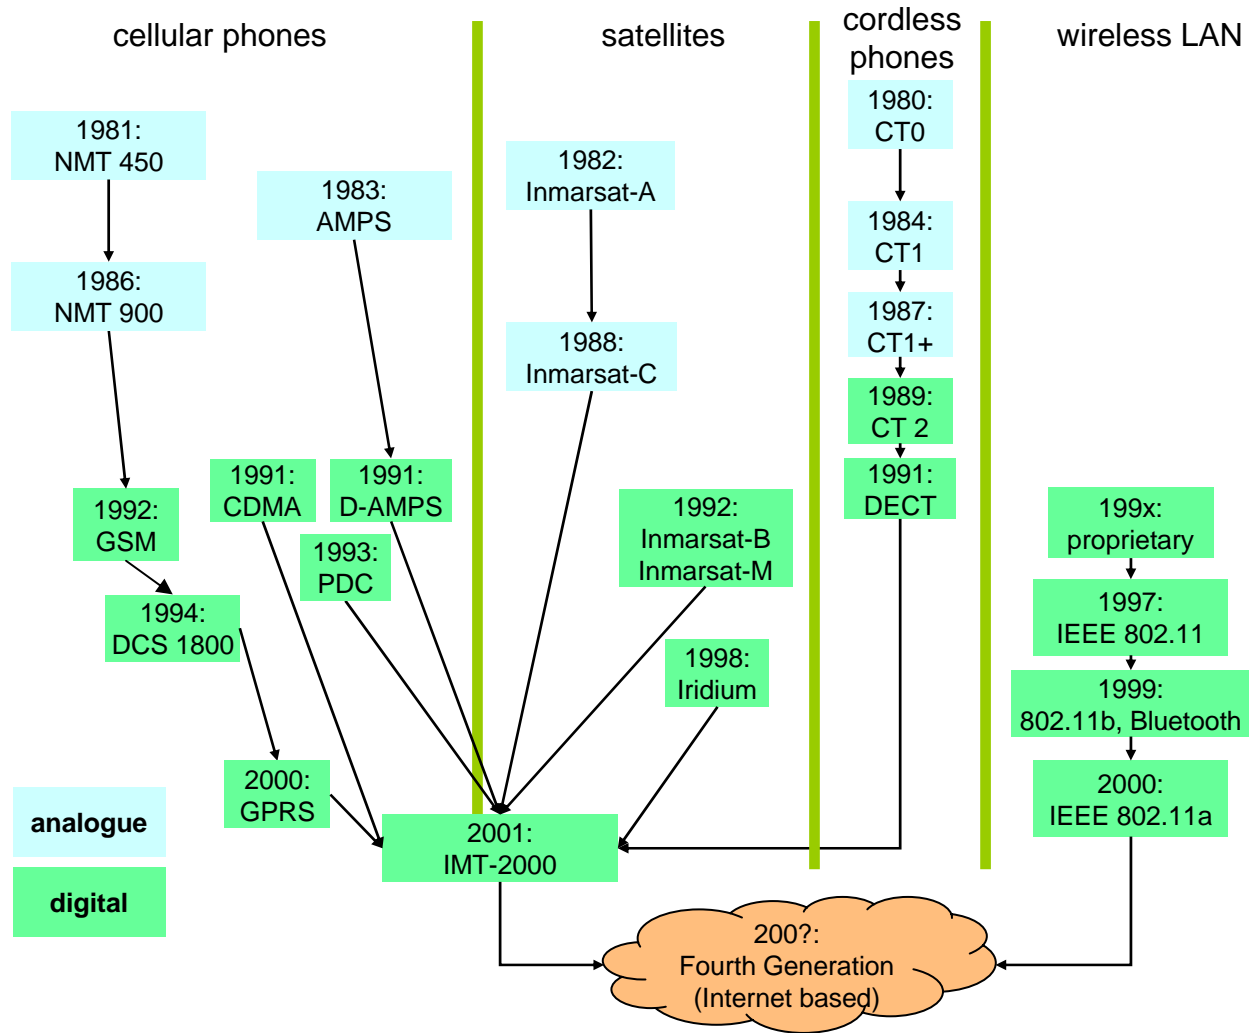 cellular phones
satellites
cordless
phones
wireless LAN
1981:
NMT 450
1986:
NMT 900
1992:
GSM
1994:
DCS 1800
2000:
GPRS
1991:
CDMA
1983:
AMPS
1991:
D-AMPS
1993:
PDC
1982:
Inmarsat-A
1988:
Inmarsat-C
1992:
Inmarsat-B
Inmarsat-M
1998:
Iridium
1980:
CT0
1984:
CT1
1987:
CT1+
1989:
CT 2
1991:
DECT
199x:
proprietary
1997:
IEEE 802.11
1999:
802.11b, Bluetooth
2000:
IEEE 802.11a
2001:
IMT-2000
200?:
Fourth Generation
(Internet based)
analogue
digital